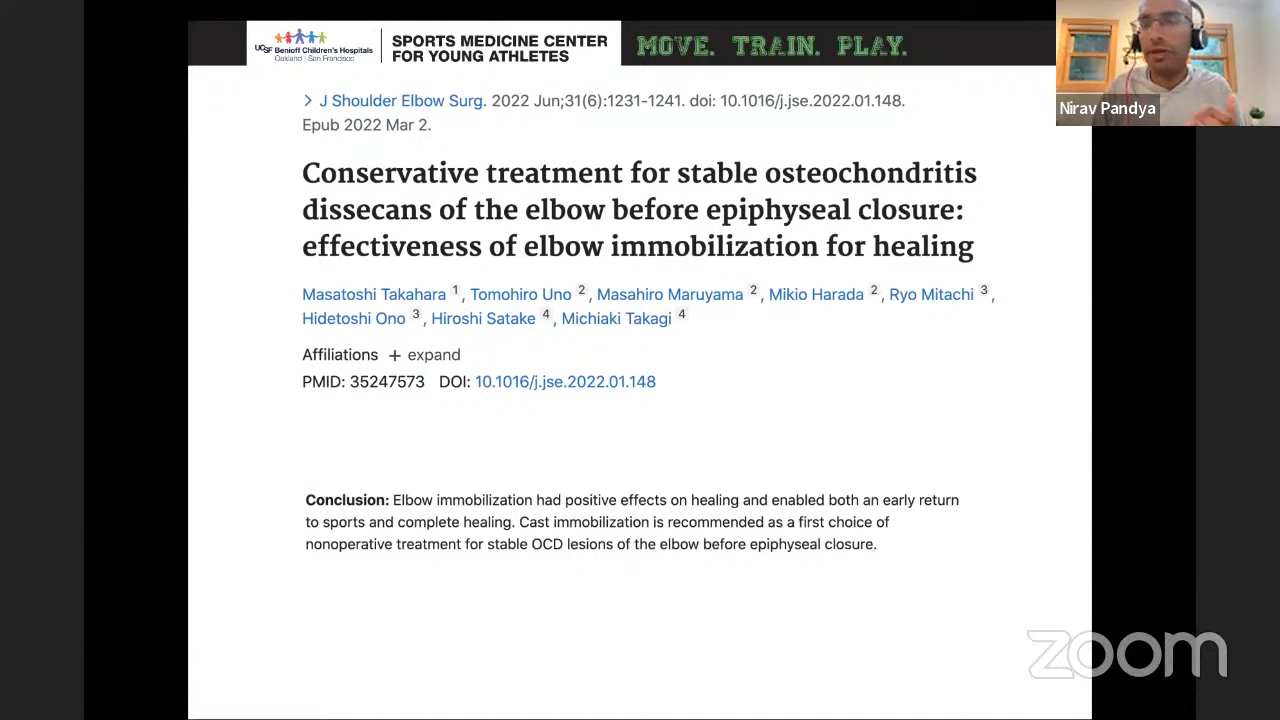 UCSF Benioff Children's Hospitals
Oakland | San Francisco
SPORTS MEDICINE CENTER
FOR YOUNG ATHLETES
MOVE. TRAIN. PLAY.
Nirav Pandya
> J Shoulder Elbow Surg. 2022 Jun;31(6):1231-1241. doi: 10.1016/j.jse.2022.01.148.
Epub 2022 Mar 2.
Conservative treatment for stable osteochondritis
dissecans of the elbow before epiphyseal closure:
effectiveness of elbow immobilization for healing
Masatoshi Takahara 1, Tomohiro Uno 2, Masahiro Maruyama 2, Mikio Harada 2, Ryo Mitachi 3,
Hidetoshi Ono 3, Hiroshi Satake 4, Michiaki Takagi 4
Affiliations + expand
PMID: 35247573 DOI: 10.1016/j.jse.2022.01.148
Conclusion: Elbow immobilization had positive effects on healing and enabled both an early return
to sports and complete healing. Cast immobilization is recommended as a first choice of
nonoperative treatment for stable OCD lesions of the elbow before epiphyseal closure.
zoom